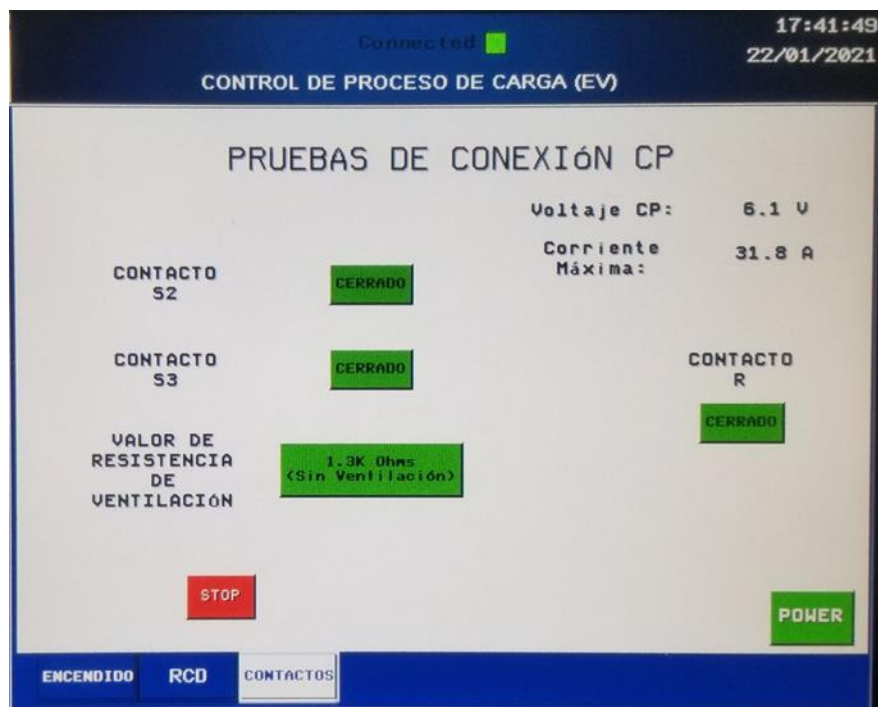 Connected
17:41:49
22/01/2021
CONTROL DE PROCESO DE CARGA (EV)
PRUEBAS DE CONEXIóN CP
Voltaje CP: 6.1 V
Corriente
Máxima: 31.8 A
CONTACTO
S2
CERRADO
CONTACTO
S3
CERRADO
CONTACTO
R
CERRADO
VALOR DE
RESISTENCIA
DE
VENTILACIóN
1.3K Ohms
(Sin Ventilación)
STOP
POWER
ENCENDIDO RCD CONTACTOS